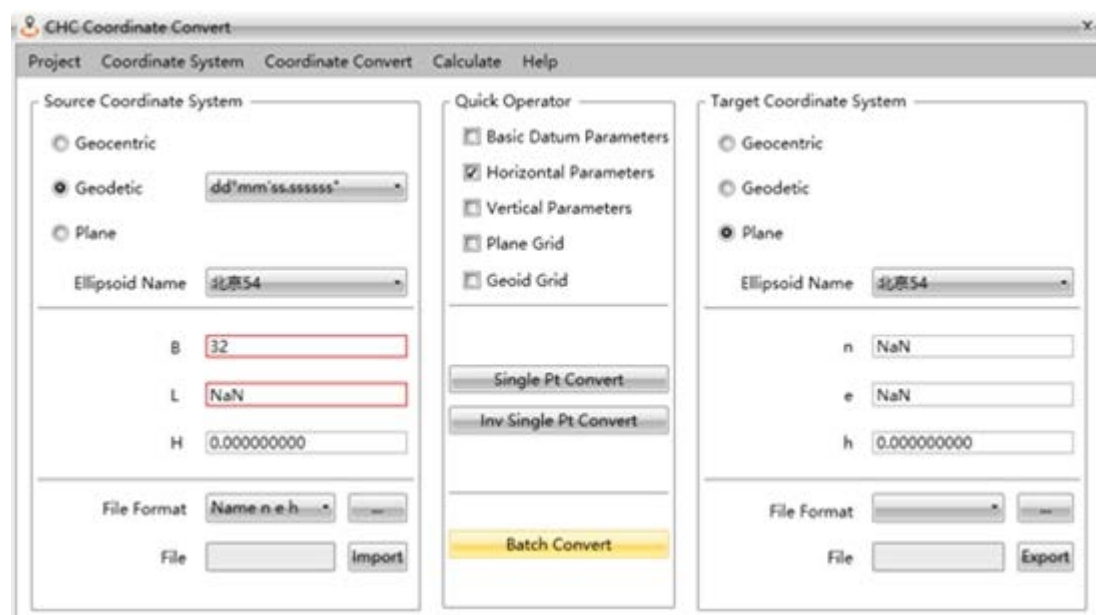 CHC Coordinate Convert
x
Project Coordinate System Coordinate Convert Calculate Help
Source Coordinate System
Geocentric
Geodetic dd°mm'ss.ssssss"
Plane
Ellipsoid Name 北京54
B 32
L NaN
H 0.000000000
File Format Name n e h ...
File Import
Quick Operator
Basic Datum Parameters
Horizontal Parameters
Vertical Parameters
Plane Grid
Geoid Grid
Single Pt Convert
Inv Single Pt Convert
Batch Convert
Target Coordinate System
Geocentric
Geodetic
Plane
Ellipsoid Name 北京54
n NaN
e NaN
h 0.000000000
File Format ...
File Export